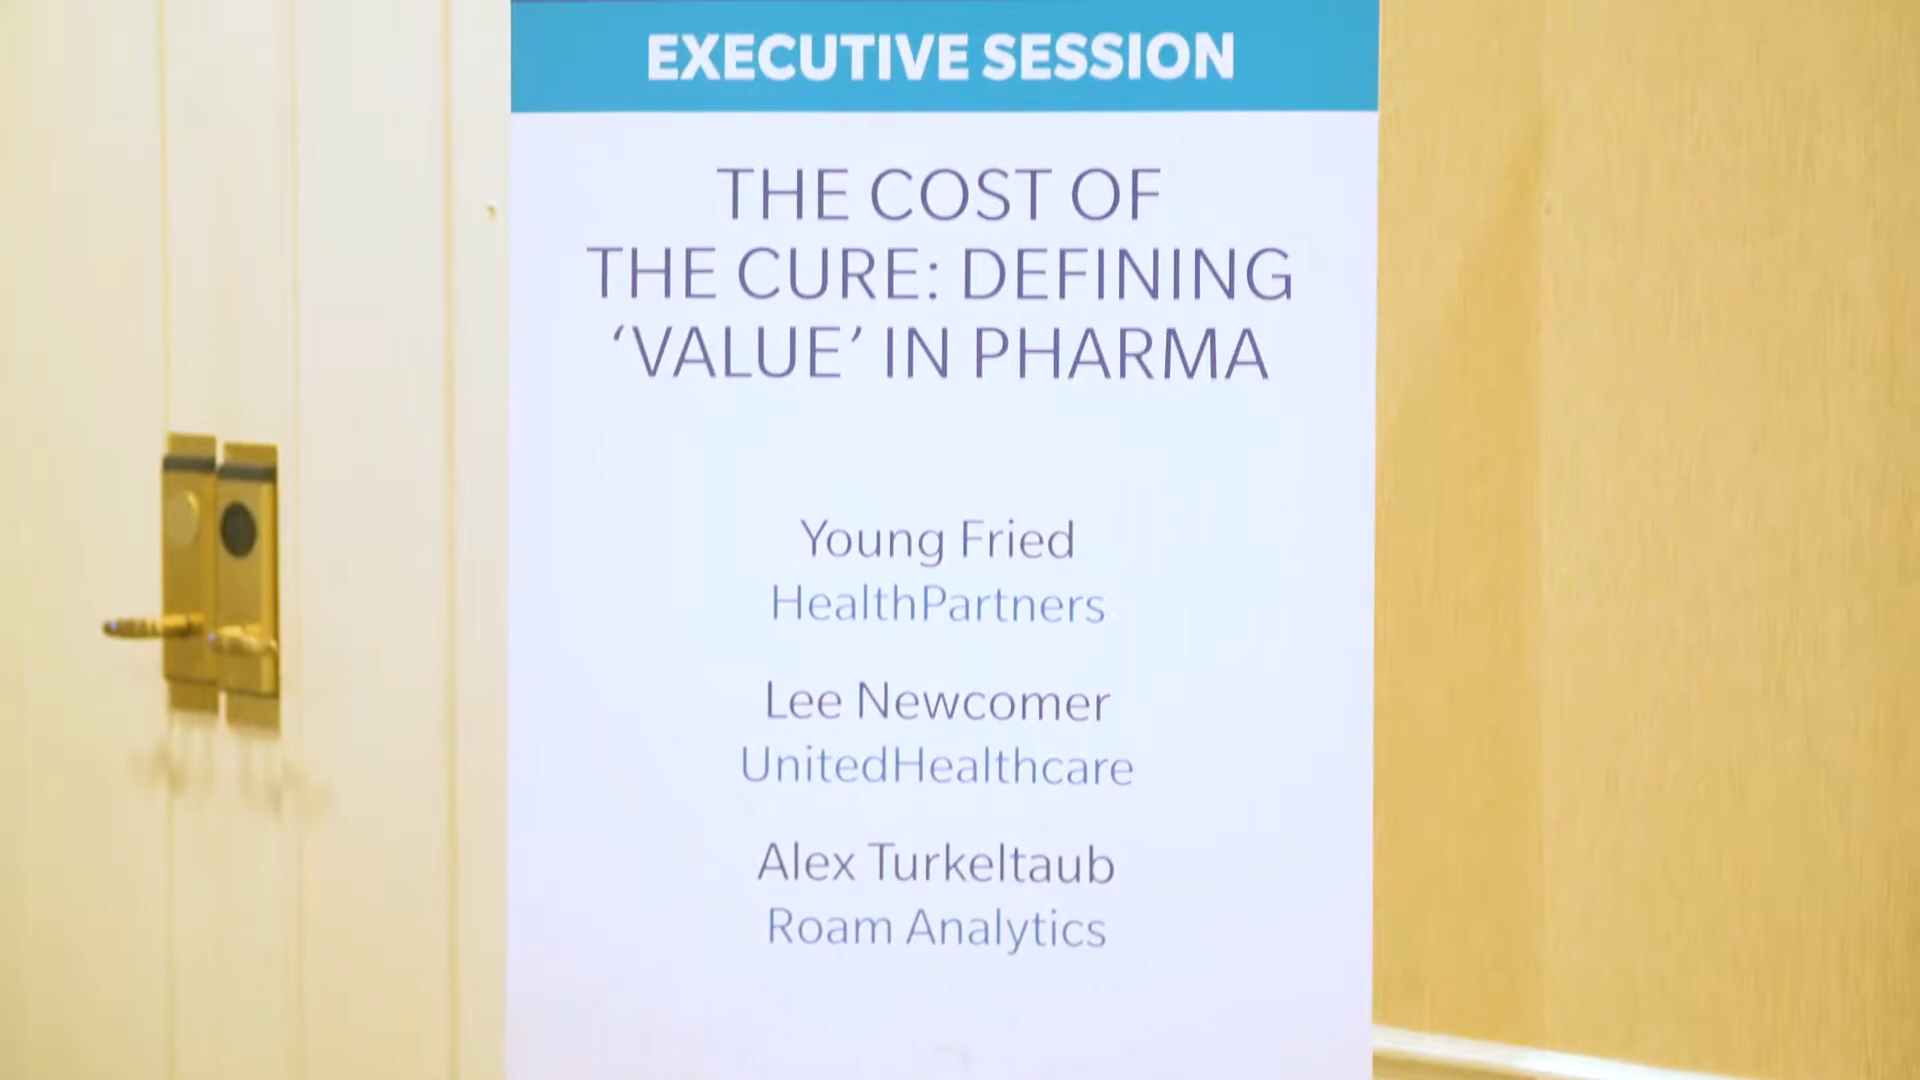 EXECUTIVE SESSION
THE COST OF
THE CURE: DEFINING
‘VALUE’ IN PHARMA
Young Fried
HealthPartners
Lee Newcomer
UnitedHealthcare
Alex Turkeltaub
Roam Analytics